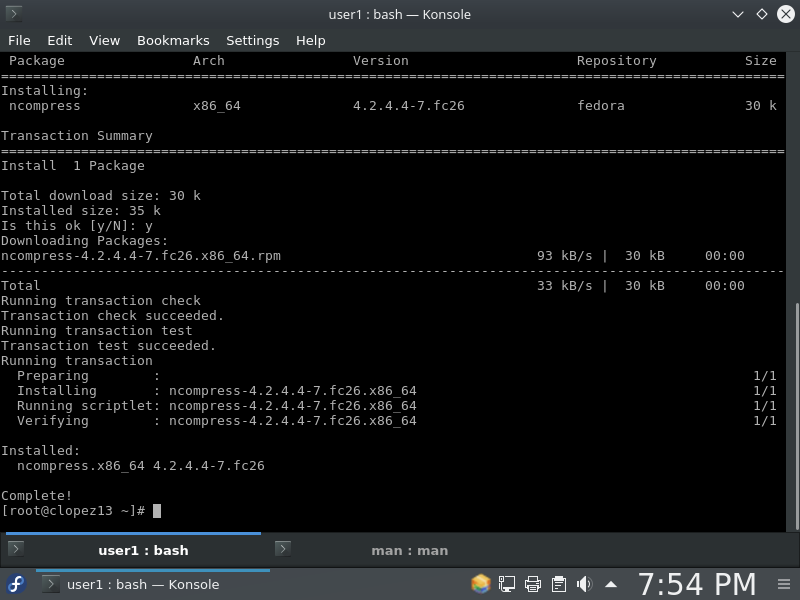 user1 : bash — Konsole
File Edit View Bookmarks Settings Help
Package Arch Version Repository Size
================================================================================
Installing:
ncompress x86_64 4.2.4.4-7.fc26 fedora 30 k
Transaction Summary
================================================================================
Install 1 Package
Total download size: 30 k
Installed size: 35 k
Is this ok [y/N]: y
Downloading Packages:
ncompress-4.2.4.4-7.fc26.x86_64.rpm 93 kB/s | 30 kB 00:00
--------------------------------------------------------------------------------
Total 33 kB/s | 30 kB 00:00
Running transaction check
Transaction check succeeded.
Running transaction test
Transaction test succeeded.
Running transaction
Preparing : 1/1
Installing : ncompress-4.2.4.4-7.fc26.x86_64 1/1
Running scriptlet: ncompress-4.2.4.4-7.fc26.x86_64 1/1
Verifying : ncompress-4.2.4.4-7.fc26.x86_64 1/1
Installed:
ncompress.x86_64 4.2.4.4-7.fc26
Complete!
[root@clopez13 ~]#
user1 : bash man : man
user1 : bash — Konsole 7:54 PM